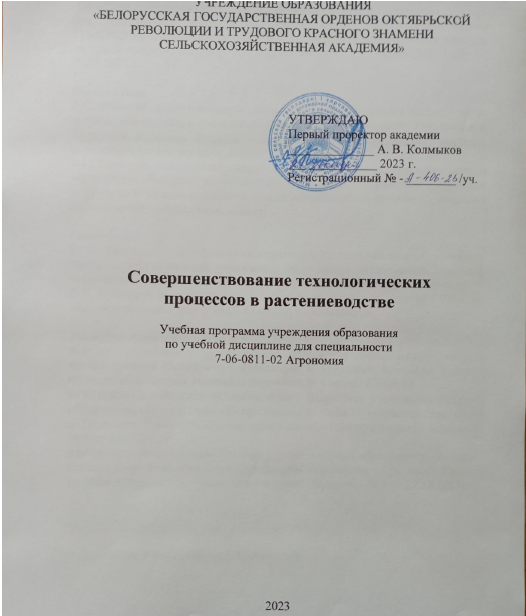 УЧРЕЖДЕНИЕ ОБРАЗОВАНИЯ
«БЕЛОРУССКАЯ ГОСУДАРСТВЕННАЯ ОРДЕНОВ ОКТЯБРЬСКОЙ
РЕВОЛЮЦИИ И ТРУДОВОГО КРАСНОГО ЗНАМЕНИ
СЕЛЬСКОХОЗЯЙСТВЕННАЯ АКАДЕМИЯ»
УТВЕРЖДАЮ
Первый проректор академии
А. В. Колмыков
2023 г.
Регистрационный № - Д - 406-23 /уч.
Совершенствование технологических
процессов в растениеводстве
Учебная программа учреждения образования
по учебной дисциплине для специальности
7-06-0811-02 Агрономия
2023